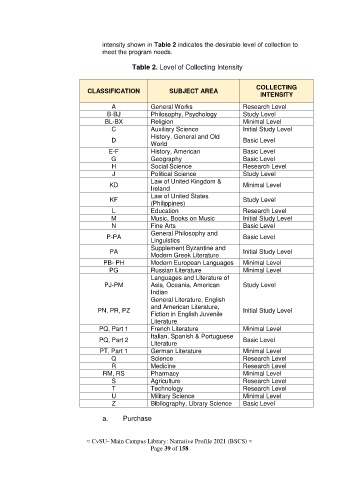 intensity shown in Table 2 indicates the desirable level of collection to
meet the program needs.
Table 2. Level of Collecting Intensity
CLASSIFICATION SUBJECT AREA COLLECTING INTENSITY
A General Works Research Level
B-BJ Philosophy, Psychology Study Level
BL-BX Religion Minimal Level
C Auxiliary Science Initial Study Level
D History, General and Old World Basic Level
E-F History, American Basic Level
G Geography Basic Level
H Social Science Research Level
J Political Science Study Level
KD Law of United Kingdom & Ireland Minimal Level
KF Law of United States (Philippines) Study Level
L Education Research Level
M Music, Books on Music Initial Study Level
N Fine Arts Basic Level
P-PA General Philosophy and Linguistics Basic Level
PA Supplement Byzantine and Modern Greek Literature Initial Study Level
PB- PH Modern European Languages Minimal Level
PG Russian Literature Minimal Level
PJ-PM Languages and Literature of Asia, Oceania, American Indian Study Level
PN, PR, PZ General Literature, English and American Literature, Fiction in English Juvenile Literature Initial Study Level
PQ, Part 1 French Literature Minimal Level
PQ, Part 2 Italian, Spanish & Portuguese Literature Basic Level
PT, Part 1 German Literature Minimal Level
Q Science Research Level
R Medicine Research Level
RM, RS Pharmacy Minimal Level
S Agriculture Research Level
T Technology Research Level
U Military Science Minimal Level
Z Bibliography, Library Science Basic Level
a. Purchase
= CvSU- Main Campus Library: Narrative Profile 2021 (BSCS) =
Page 39 of 158